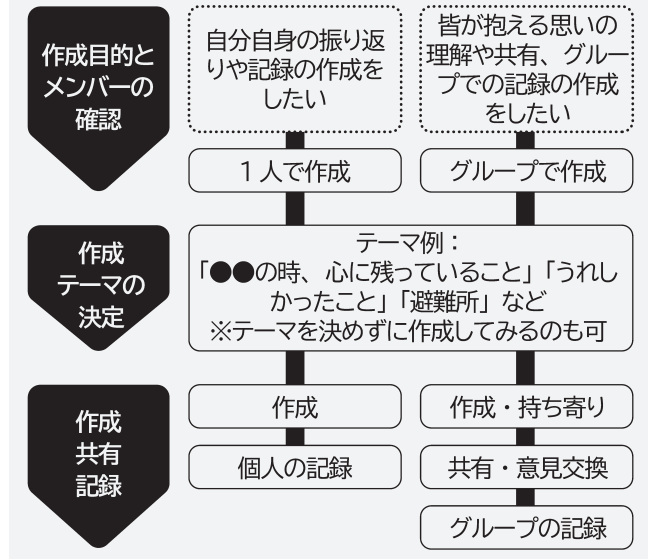 作成目的と
メンバーの
確認
自分自身の振り返
りや記録の作成を
したい
皆が抱える思いの
理解や共有、グルー
プでの記録の作成
をしたい
1人で作成
グループで作成
作成
テーマの
決定
テーマ例：
「●●の時、心に残っていること」「うれし
かったこと」「避難所」など
※テーマを決めずに作成してみるのも可
作成
共有
記録
作成
作成・持ち寄り
個人の記録
共有・意見交換
グループの記録